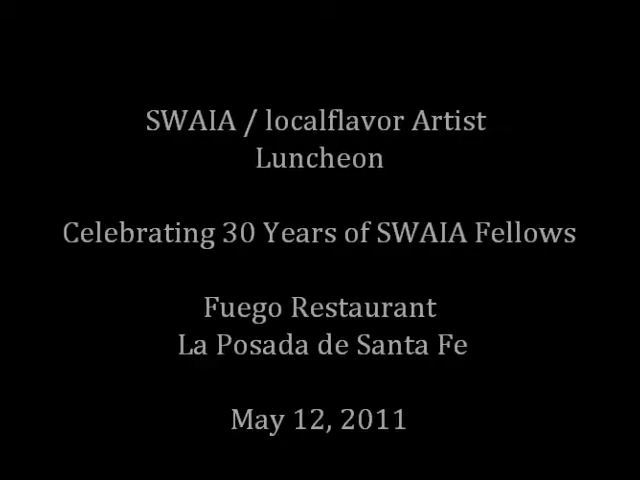 SWAIA / localflavor Artist
Luncheon
Celebrating 30 Years of SWAIA Fellows
Fuego Restaurant
La Posada de Santa Fe
May 12, 2011